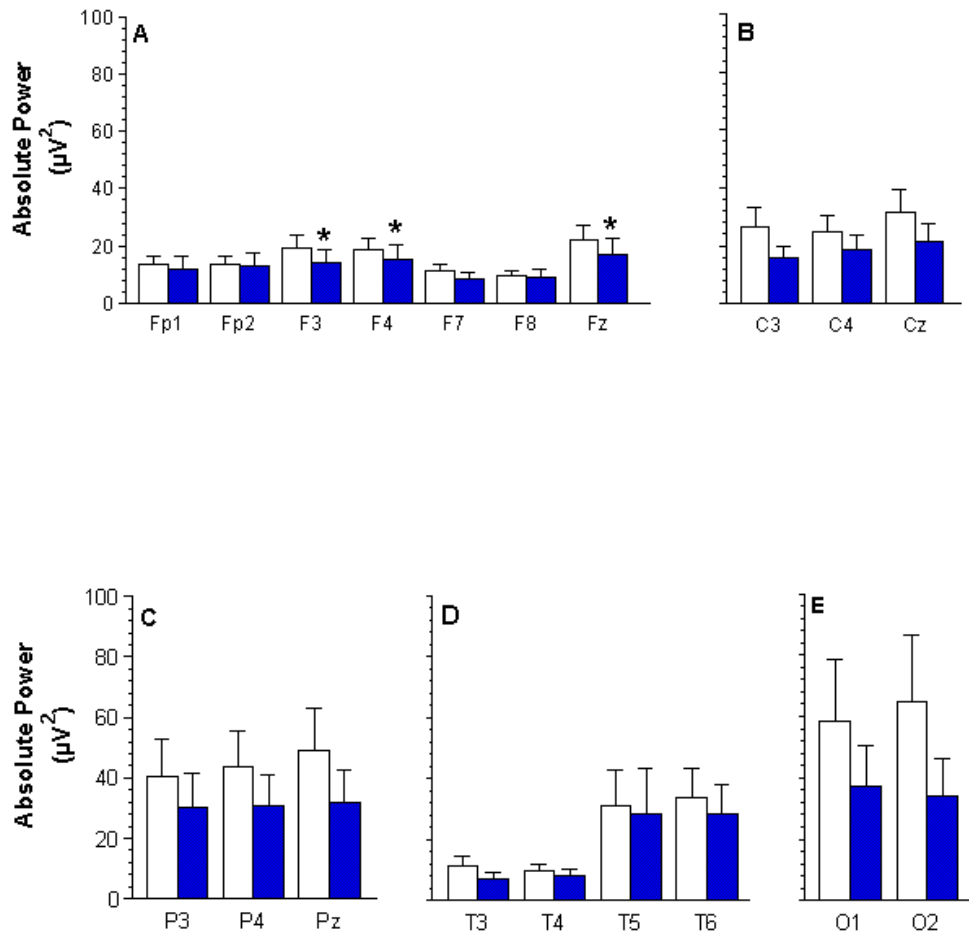 Absolute Power
(µV²)
100
80
60
40
20
0
A
*
*
*
Fp1 Fp2 F3 F4 F7 F8 Fz
B
C3 C4 Cz
Absolute Power
(µV²)
100
80
60
40
20
0
C
P3 P4 Pz
D
T3 T4 T5 T6
E
O1 O2